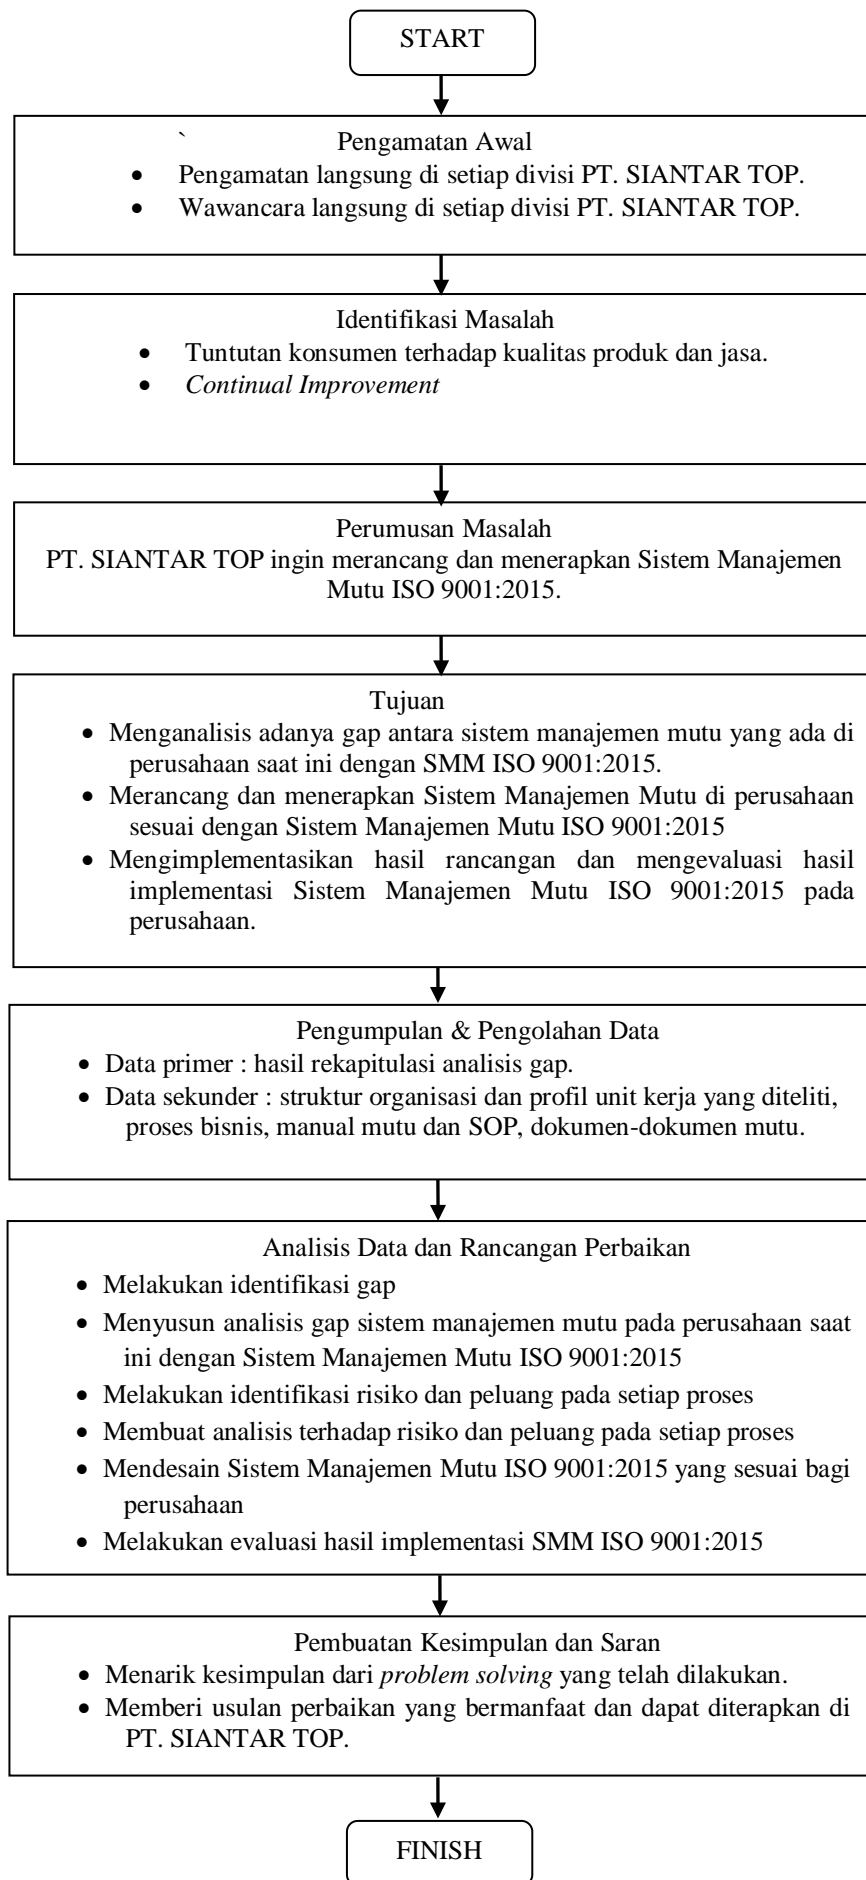 START
`
Pengamatan Awal
• Pengamatan langsung di setiap divisi PT. SIANTAR TOP.
• Wawancara langsung di setiap divisi PT. SIANTAR TOP.
Identifikasi Masalah
• Tuntutan konsumen terhadap kualitas produk dan jasa.
• Continual Improvement
Perumusan Masalah
PT. SIANTAR TOP ingin merancang dan menerapkan Sistem Manajemen
Mutu ISO 9001:2015.
Tujuan
• Menganalisis adanya gap antara sistem manajemen mutu yang ada di
perusahaan saat ini dengan SMM ISO 9001:2015.
• Merancang dan menerapkan Sistem Manajemen Mutu di perusahaan
sesuai dengan Sistem Manajemen Mutu ISO 9001:2015
• Mengimplementasikan hasil rancangan dan mengevaluasi hasil
implementasi Sistem Manajemen Mutu ISO 9001:2015 pada
perusahaan.
Pengumpulan & Pengolahan Data
• Data primer : hasil rekapitulasi analisis gap.
• Data sekunder : struktur organisasi dan profil unit kerja yang diteliti,
proses bisnis, manual mutu dan SOP, dokumen-dokumen mutu.
Analisis Data dan Rancangan Perbaikan
• Melakukan identifikasi gap
• Menyusun analisis gap sistem manajemen mutu pada perusahaan saat
ini dengan Sistem Manajemen Mutu ISO 9001:2015
• Melakukan identifikasi risiko dan peluang pada setiap proses
• Membuat analisis terhadap risiko dan peluang pada setiap proses
• Mendesain Sistem Manajemen Mutu ISO 9001:2015 yang sesuai bagi
perusahaan
• Melakukan evaluasi hasil implementasi SMM ISO 9001:2015
Pembuatan Kesimpulan dan Saran
• Menarik kesimpulan dari problem solving yang telah dilakukan.
• Memberi usulan perbaikan yang bermanfaat dan dapat diterapkan di
PT. SIANTAR TOP.
FINISH